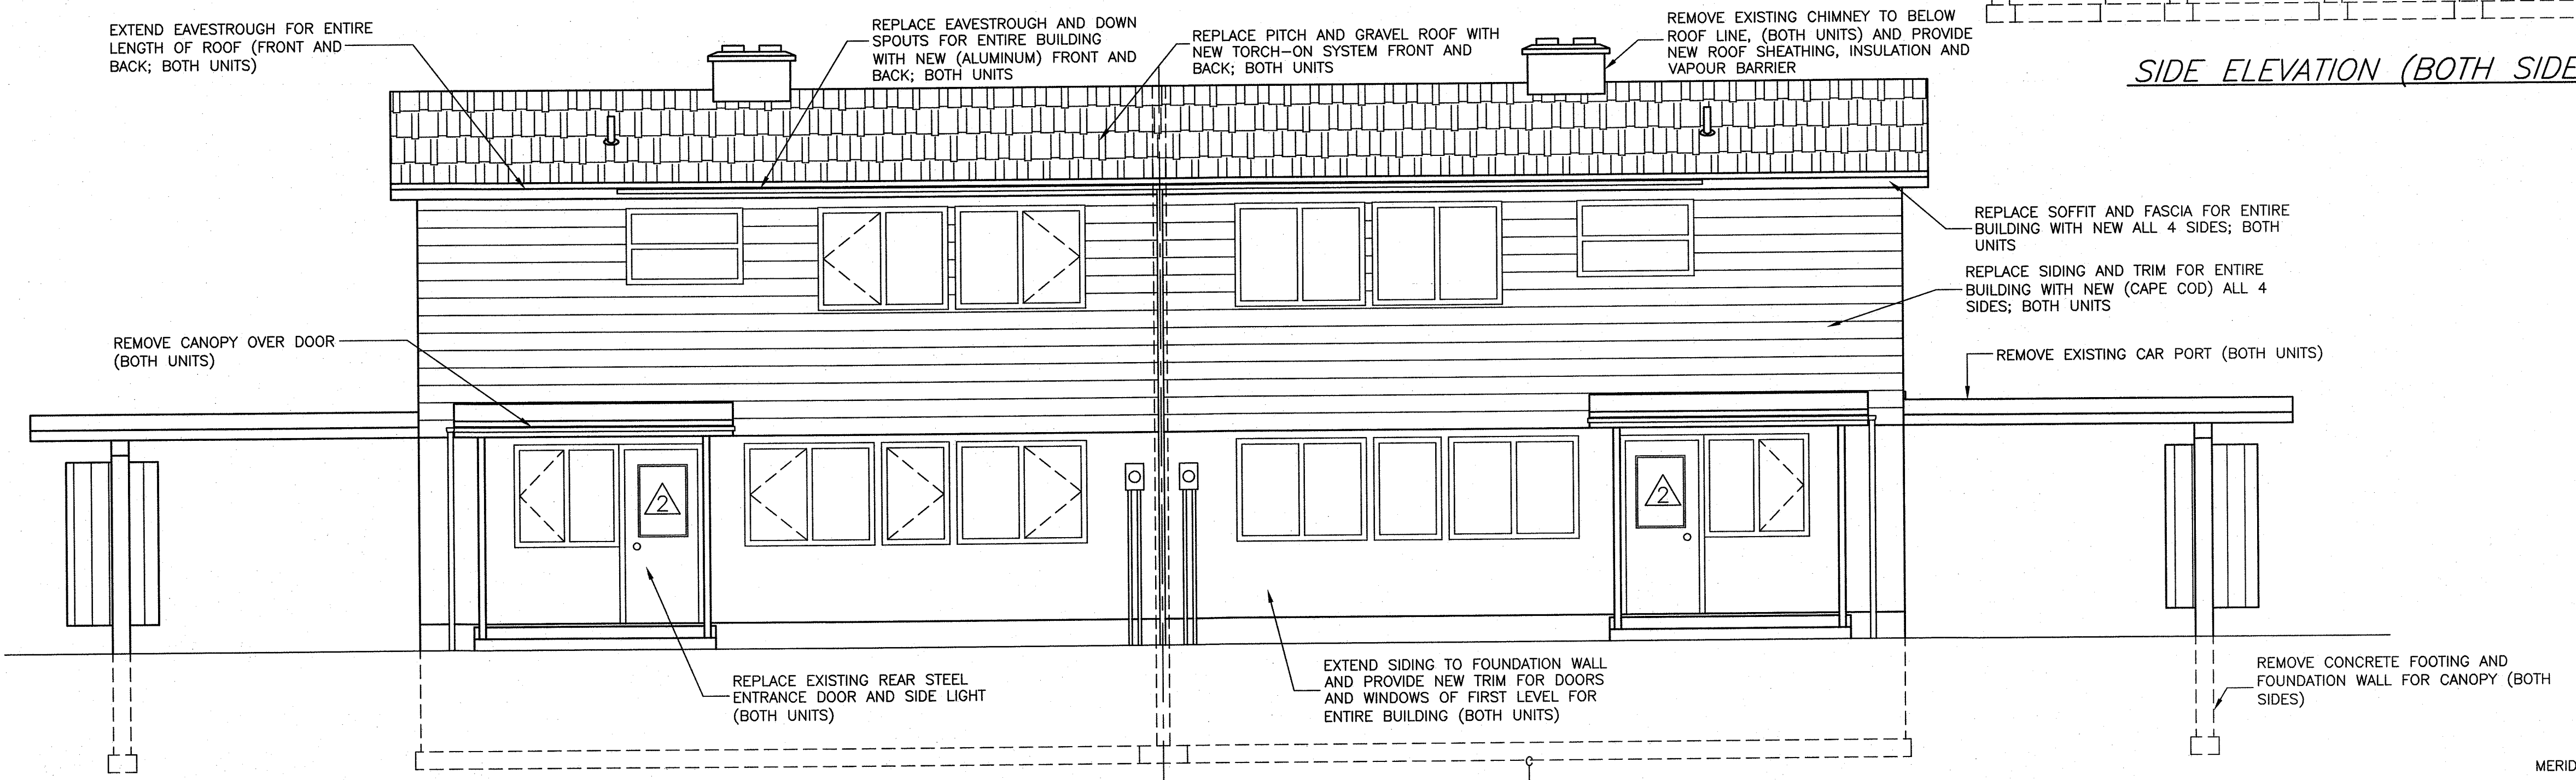 EXTEND EAVESTROUGH FOR ENTIRE
LENGTH OF ROOF (FRONT AND
BACK; BOTH UNITS)
REPLACE EAVESTROUGH AND DOWN
SPOUTS FOR ENTIRE BUILDING
WITH NEW (ALUMINUM) FRONT AND
BACK; BOTH UNITS
REPLACE PITCH AND GRAVEL ROOF WITH
NEW TORCH-ON SYSTEM FRONT AND
BACK; BOTH UNITS
REMOVE EXISTING CHIMNEY TO BELOW
ROOF LINE, (BOTH UNITS) AND PROVIDE
NEW ROOF SHEATHING, INSULATION AND
VAPOUR BARRIER
SIDE ELEVATION (BOTH SIDE
REPLACE SOFFIT AND FASCIA FOR ENTIRE
BUILDING WITH NEW ALL 4 SIDES; BOTH
UNITS
REPLACE SIDING AND TRIM FOR ENTIRE
BUILDING WITH NEW (CAPE COD) ALL 4
SIDES; BOTH UNITS
REMOVE CANOPY OVER DOOR
(BOTH UNITS)
REMOVE EXISTING CAR PORT (BOTH UNITS)
2
2
REPLACE EXISTING REAR STEEL
ENTRANCE DOOR AND SIDE LIGHT
(BOTH UNITS)
EXTEND SIDING TO FOUNDATION WALL
AND PROVIDE NEW TRIM FOR DOORS
AND WINDOWS OF FIRST LEVEL FOR
ENTIRE BUILDING (BOTH UNITS)
REMOVE CONCRETE FOOTING AND
FOUNDATION WALL FOR CANOPY (BOTH
SIDES)
MERID